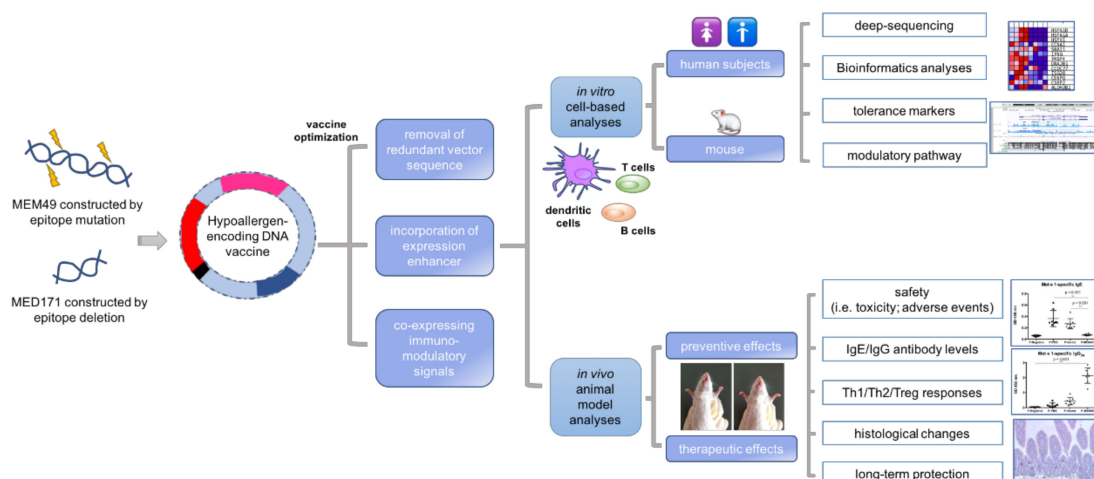 MEM49 constructed by
epitope mutation
MED171 constructed by
epitope deletion
Hypoallergen-
encoding DNA
vaccine
vaccine
optimization
removal of
redundant vector
sequence
incorporation of
expression
enhancer
co-expressing
immuno-
modulatory
signals
in vitro
cell-based
analyses
dendritic
cells
T cells
B cells
human subjects
mouse
deep-sequencing
Bioinformatics analyses
tolerance markers
modulatory pathway
in vivo
animal
model
analyses
preventive effects
therapeutic effects
safety
(i.e. toxicity; adverse events)
IgE/IgG antibody levels
Th1/Th2/Treg responses
histological changes
long-term protection
Met e 1-specific IgE